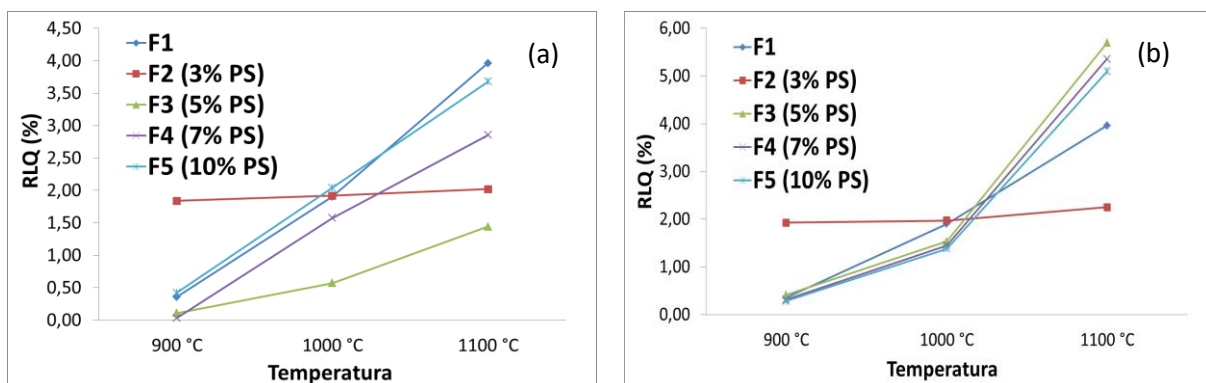 4,50
4,00
3,50
3,00
2,50
2,00
1,50
1,00
0,50
0,00
RLQ (%)
F1
F2 (3% PS)
F3 (5% PS)
F4 (7% PS)
F5 (10% PS)
(a)
900 °C
1000 °C
1100 °C
Temperatura
6,00
5,00
4,00
3,00
2,00
1,00
0,00
RLQ (%)
F1
F2 (3% PS)
F3 (5% PS)
F4 (7% PS)
F5 (10% PS)
(b)
900 °C
1000 °C
1100 °C
Temperatura